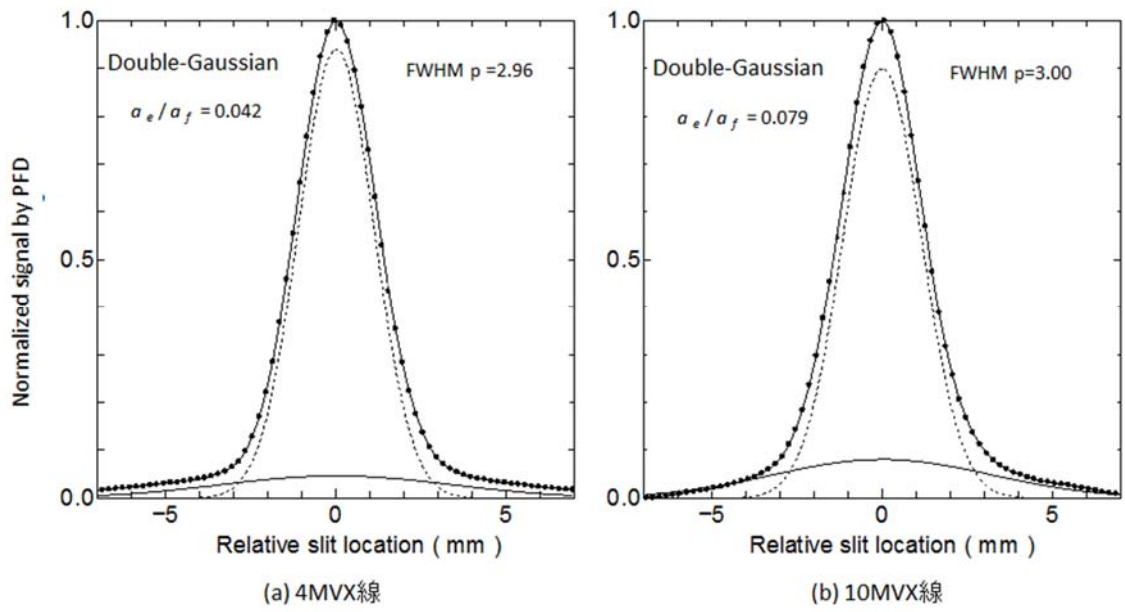 Normalized signal by PFD
1.0
0.5
0.0
Double-Gaussian
a e / a f = 0.042
FWHM p =2.96
−5
0
5
Relative slit location ( mm )
(a) 4MVX線
1.0
0.5
0.0
Double-Gaussian
a e / a f = 0.079
FWHM p=3.00
−5
0
5
Relative slit location ( mm )
(b) 10MVX線